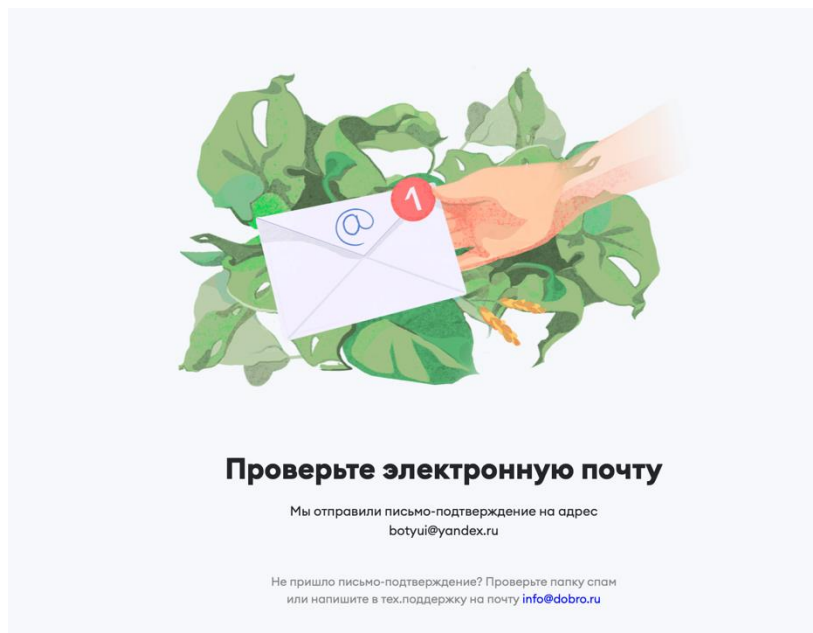 @
1
Проверьте электронную почту
Мы отправили письмо-подтверждение на адрес
botyui@yandex.ru
Не пришло письмо-подтверждение? Проверьте папку спам
или напишите в тех.поддержку на почту info@dobro.ru